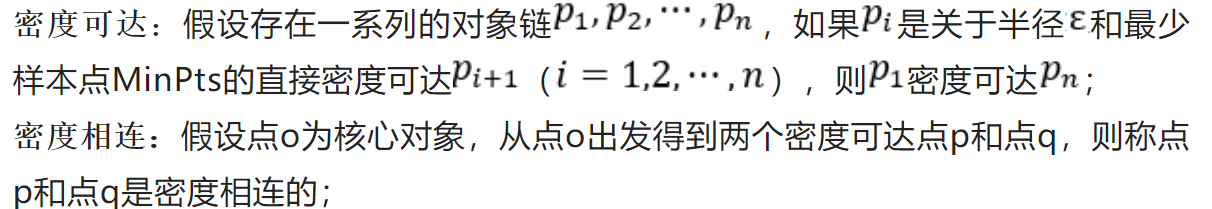 密度可达：假设存在一系列的对象链p₁, p₂, ⋯, pₙ，如果pᵢ是关于半径ε和最少
样本点MinPts的直接密度可达pᵢ₊₁（i = 1,2, ⋯, n），则p₁密度可达pₙ；
密度相连：假设点o为核心对象，从点o出发得到两个密度可达点p和点q，则称点
p和点q是密度相连的；